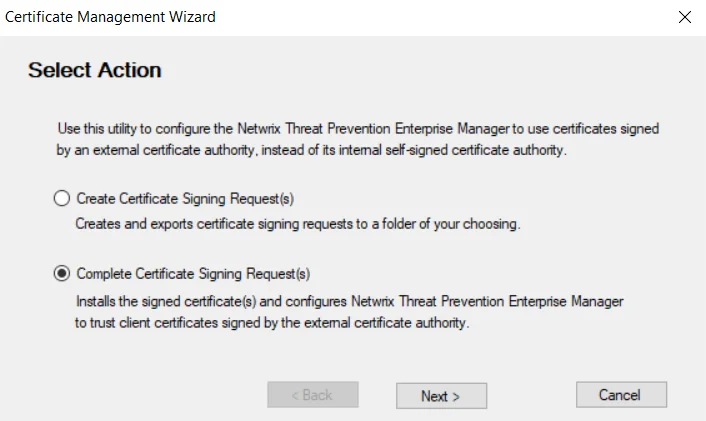 Certificate Management Wizard
Select Action
Use this utility to configure the Netwrix Threat Prevention Enterprise Manager to use certificates signed
by an external certificate authority, instead of its internal self-signed certificate authority.
Create Certificate Signing Request(s)
Creates and exports certificate signing requests to a folder of your choosing.
Complete Certificate Signing Request(s)
Installs the signed certificate(s) and configures Netwrix Threat Prevention Enterprise Manager
to trust client certificates signed by the external certificate authority.
< Back Next > Cancel